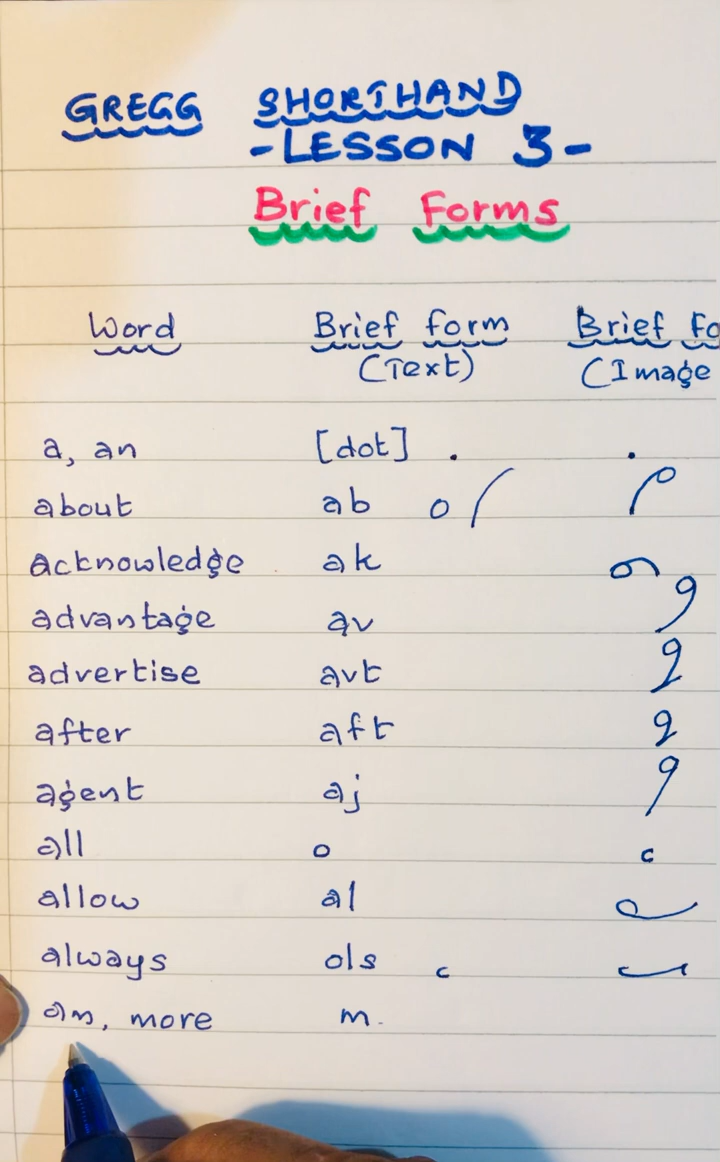 GREGG SHORTHAND
-LESSON 3-
Brief Forms
Word Brief form Brief Fo
(Text) (Image
a, an [dot] .
about ab
acknowledge ak
advantage av
advertise avt
after aft
agent aj
all o
allow al
always ols
am, more m.